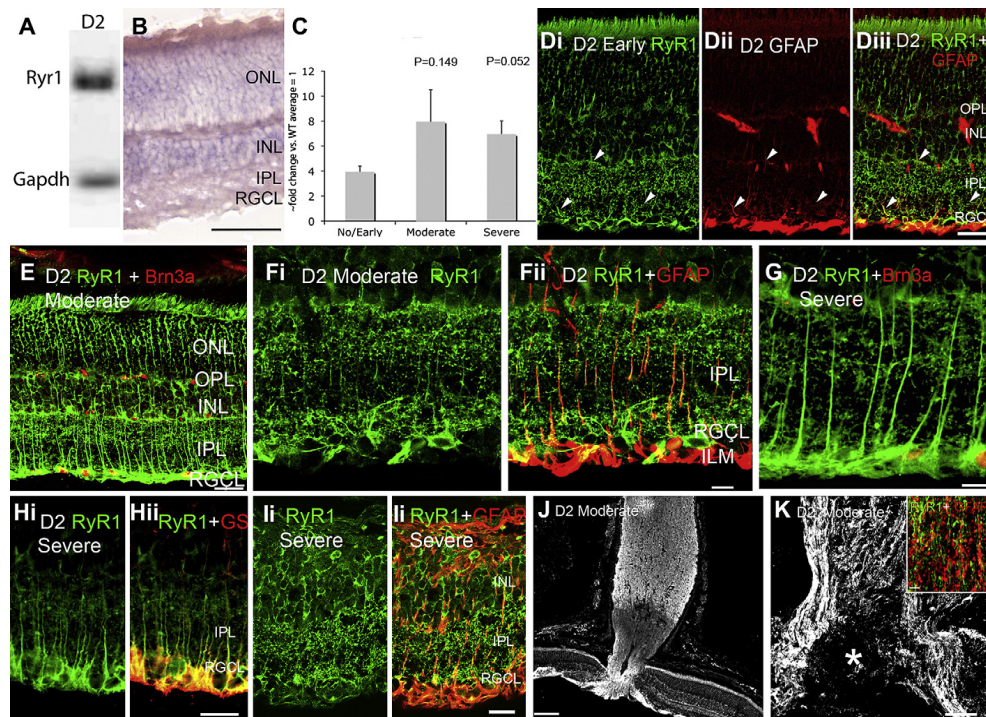 A
D2
Ryr1
Gapdh
B
ONL
INL
IPL
RGCL
C
~fold change vs. WT average = 1
12
10
8
6
4
2
0
P=0.149
P=0.052
No/Early
Moderate
Severe
Di
D2 Early RyR1
Dii
D2 GFAP
Diii
D2 RyR1+
GFAP
OPL
INL
IPL
RGCL
E
D2 RyR1 + Brn3a
Moderate
ONL
OPL
INL
IPL
RGCL
Fi
D2 Moderate RyR1
Fii
D2 RyR1+GFAP
IPL
RGCL
ILM
G
D2 RyR1+Brn3a
Severe
Hi
D2 RyR1
Severe
Hii
RyR1+GS
IPL
RGCL
Ii
RyR1
Severe
Ii
RyR1+GFAP
Severe
INL
IPL
RGCL
J
D2 Moderate
K
D2 Moderate
RyR1+GFAP
*